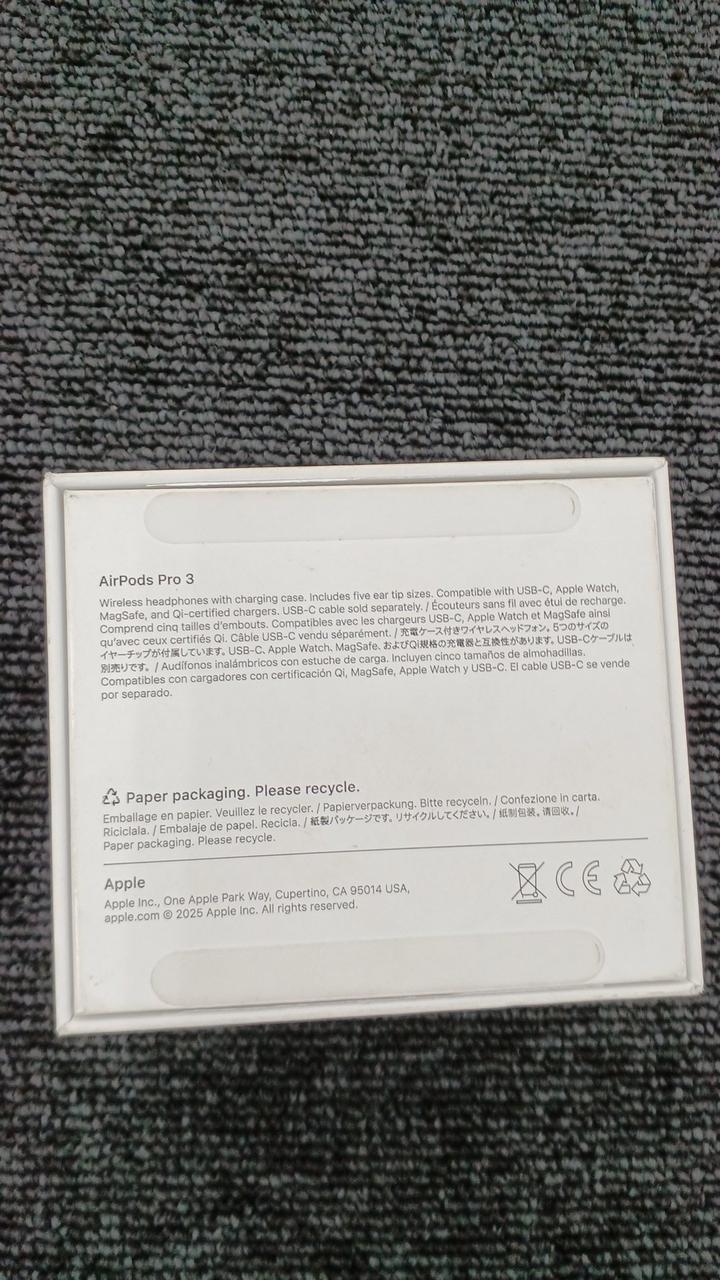 AirPods Pro 3
Wireless headphones with charging case. Includes five ear tip sizes. Compatible with USB-C, Apple Watch,
MagSafe, and Qi-certified chargers. USB-C cable sold separately. / Écouteurs sans fil avec étui de recharge.
Comprend cinq tailles d'embouts. Compatibles avec les chargeurs USB-C, Apple Watch et MagSafe ainsi
qu'avec ceux certifiés Qi. Câble USB-C vendu séparément. / 充電ケース付きワイヤレスヘッドフォン。5つのサイズの
イヤーチップが付属しています。USB-C、Apple Watch、MagSafe、およびQi規格の充電器と互換性があります。USB-Cケーブルは
別売りです。 / Audífonos inalámbricos con estuche de carga. Incluyen cinco tamaños de almohadillas.
Compatibles con cargadores con certificación Qi, MagSafe, Apple Watch y USB-C. El cable USB-C se vende
por separado.
Paper packaging. Please recycle.
Emballage en papier. Veuillez le recycler. / Papierverpackung. Bitte recyceln. / Confezione in carta.
Riciclala. / Embalaje de papel. Recicla. / 紙製パッケージです。リサイクルしてください。 / 纸制包装。请回收。/
Paper packaging. Please recycle.
Apple
Apple Inc., One Apple Park Way, Cupertino, CA 95014 USA,
apple.com © 2025 Apple Inc. All rights reserved.
CE